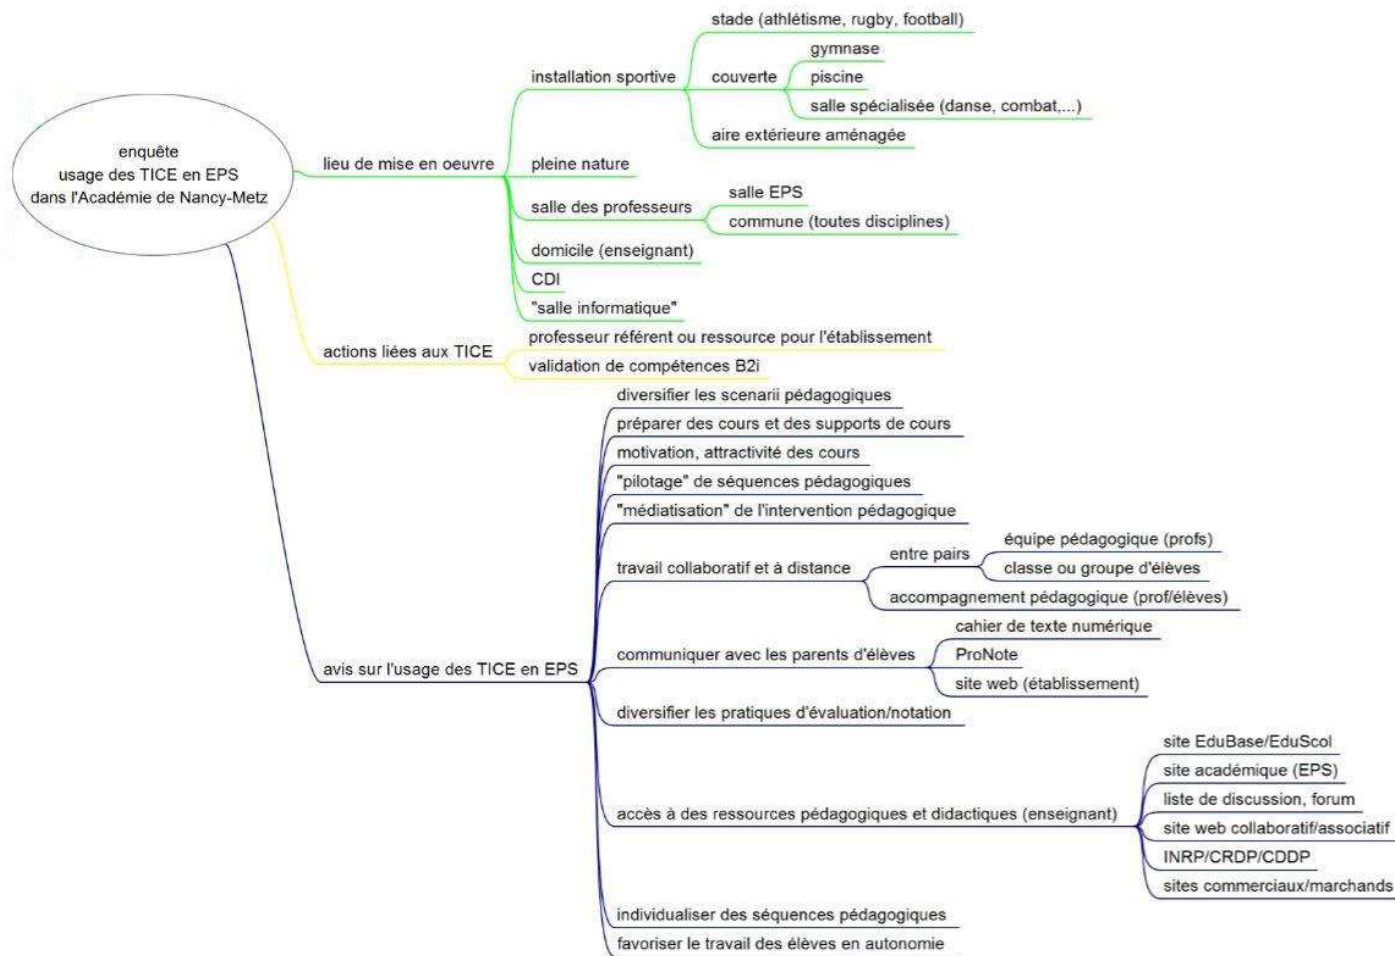 enquête
usage des TICE en EPS
dans l'Académie de Nancy-Metz
lieu de mise en oeuvre
installation sportive
stade (athlétisme, rugby, football)
couverte
gymnase
piscine
salle spécialisée (danse, combat,...)
aire extérieure aménagée
pleine nature
salle des professeurs
salle EPS
commune (toutes disciplines)
domicile (enseignant)
CDI
"salle informatique"
actions liées aux TICE
professeur référent ou ressource pour l'établissement
validation de compétences B2i
avis sur l'usage des TICE en EPS
diversifier les scenarii pédagogiques
préparer des cours et des supports de cours
motivation, attractivité des cours
"pilotage" de séquences pédagogiques
"médiatisation" de l'intervention pédagogique
travail collaboratif et à distance
entre pairs
équipe pédagogique (profs)
classe ou groupe d'élèves
accompagnement pédagogique (prof/élèves)
communiquer avec les parents d'élèves
cahier de texte numérique
ProNote
site web (établissement)
diversifier les pratiques d'évaluation/notation
accès à des ressources pédagogiques et didactiques (enseignant)
site EduBase/EduScol
site académique (EPS)
liste de discussion, forum
site web collaboratif/associatif
INRP/CRDP/CDDP
sites commerciaux/marchands
individualiser des séquences pédagogiques
favoriser le travail des élèves en autonomie